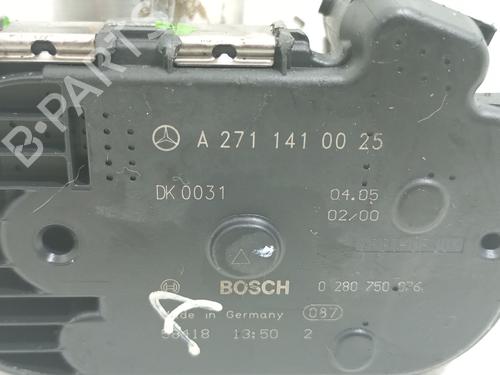 B-PARTS
A 271 141 00 25
DK 0031
04.05
02/00
BOSCH
0 280 750 076
Made in Germany
087
13:50 2